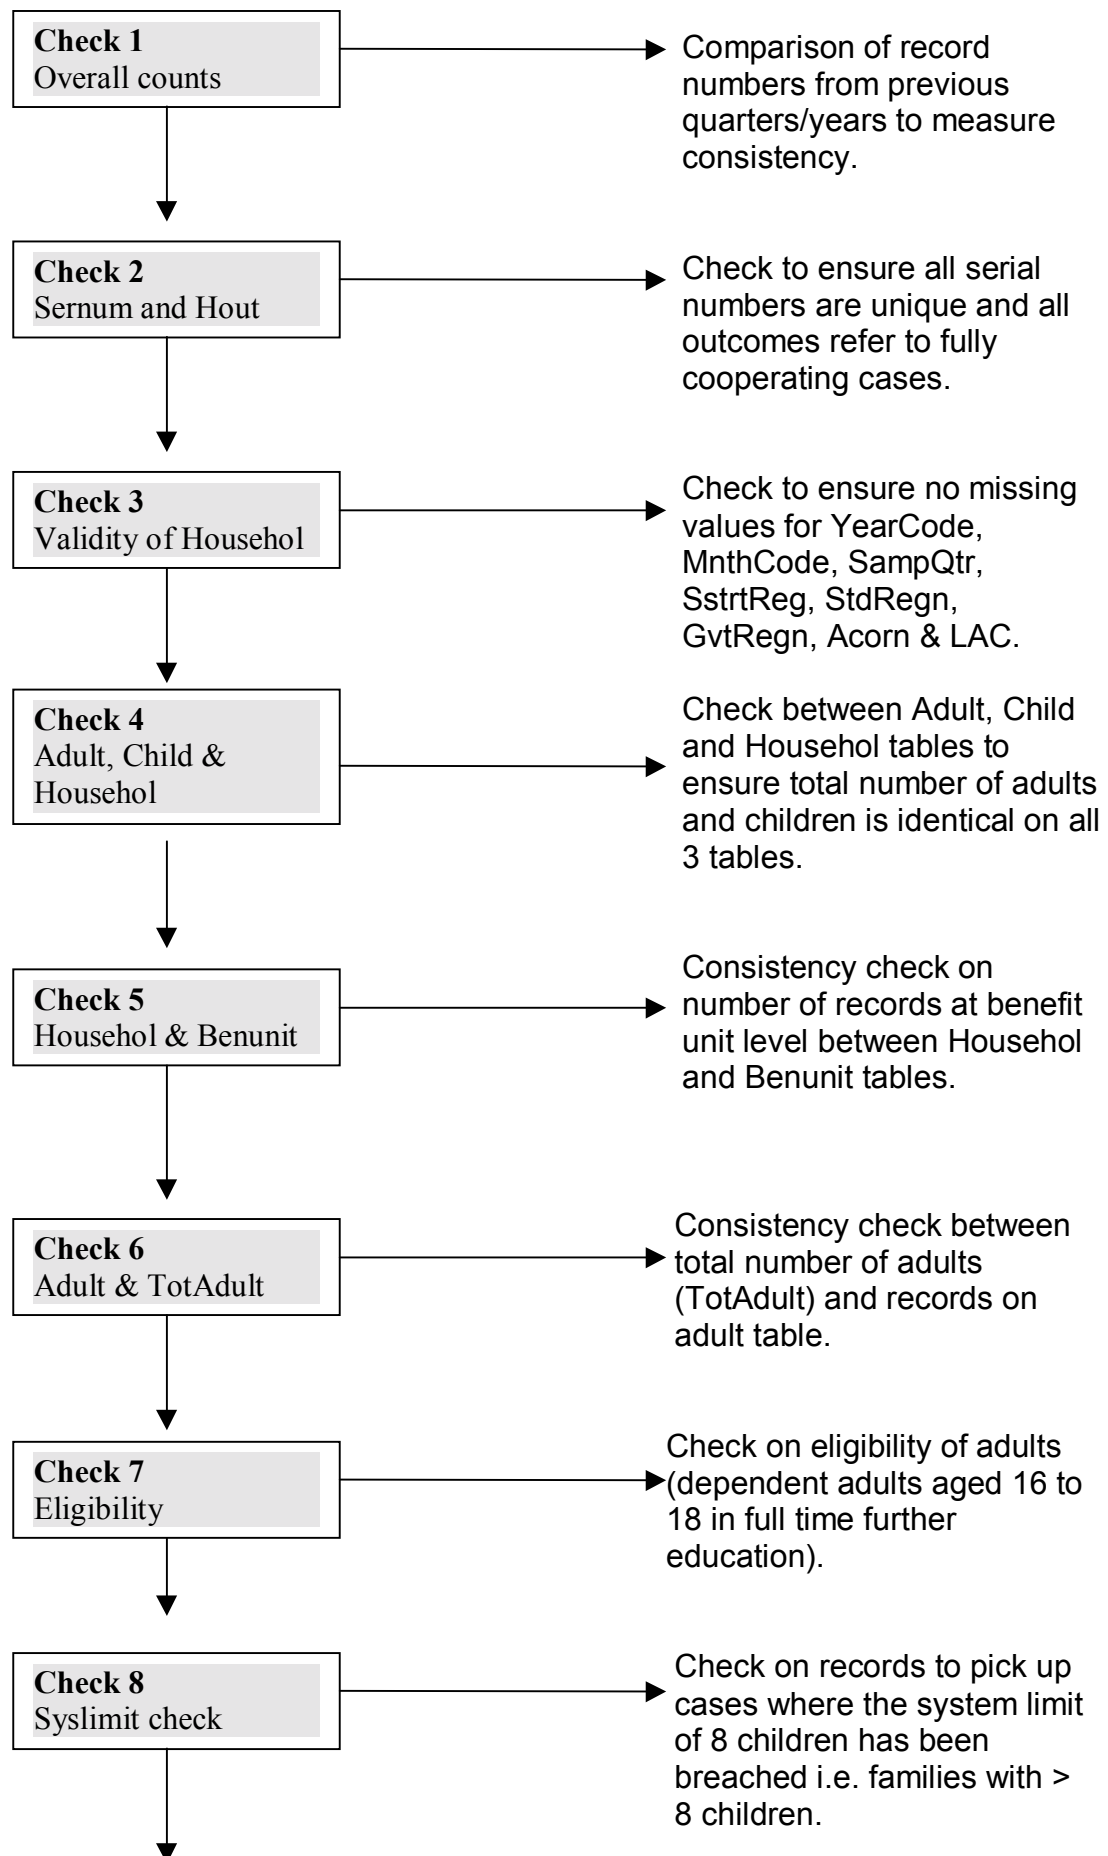 Check 1
Overall counts
Comparison of record
numbers from previous
quarters/years to measure
consistency.
Check 2
Sernum and Hout
Check to ensure all serial
numbers are unique and all
outcomes refer to fully
cooperating cases.
Check 3
Validity of Househol
Check to ensure no missing
values for YearCode,
MnthCode, SampQtr,
SstrtReg, StdRegn,
GvtRegn, Acorn & LAC.
Check 4
Adult, Child &
Househol
Check between Adult, Child
and Househol tables to
ensure total number of adults
and children is identical on all
3 tables.
Check 5
Househol & Benunit
Consistency check on
number of records at benefit
unit level between Househol
and Benunit tables.
Check 6
Adult & TotAdult
Consistency check between
total number of adults
(TotAdult) and records on
adult table.
Check 7
Eligibility
Check on eligibility of adults
(dependent adults aged 16 to
18 in full time further
education).
Check 8
Syslimit check
Check on records to pick up
cases where the system limit
of 8 children has been
breached i.e. families with >
8 children.